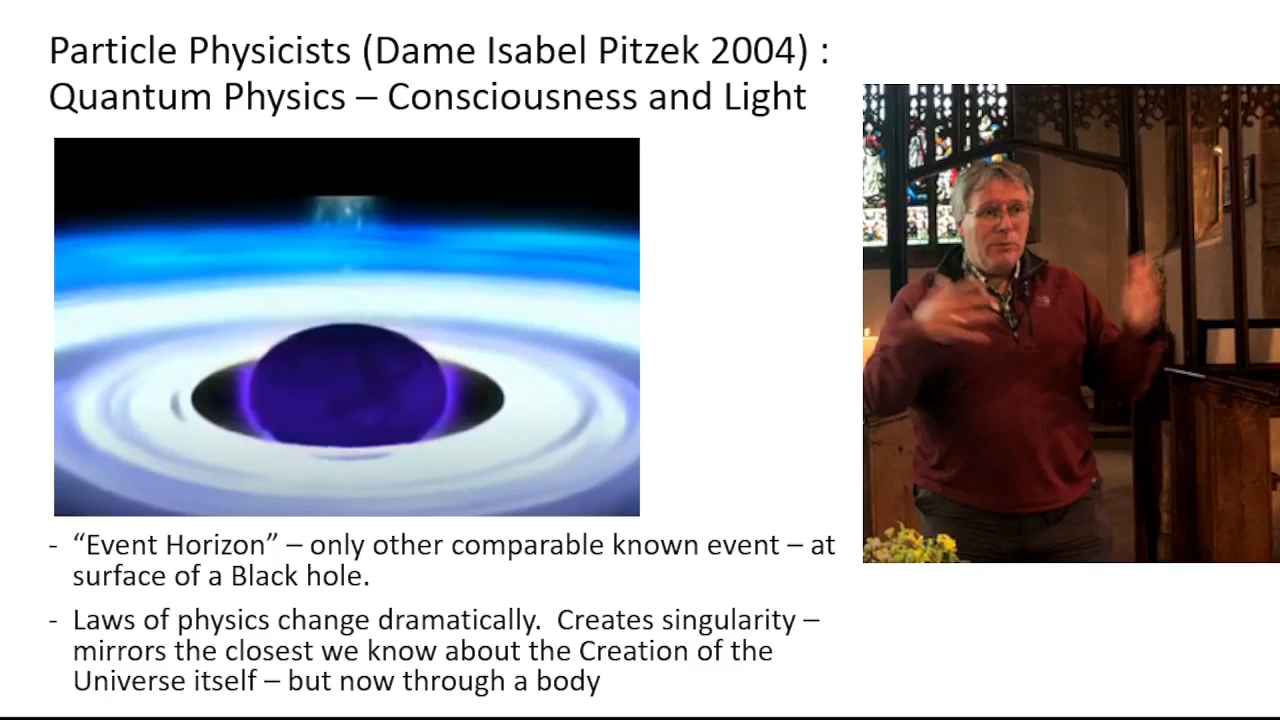 Particle Physicists (Dame Isabel Pitzek 2004) :
Quantum Physics – Consciousness and Light
- “Event Horizon” – only other comparable known event – at
surface of a Black hole.
- Laws of physics change dramatically.  Creates singularity –
mirrors the closest we know about the Creation of the
Universe itself – but now through a body